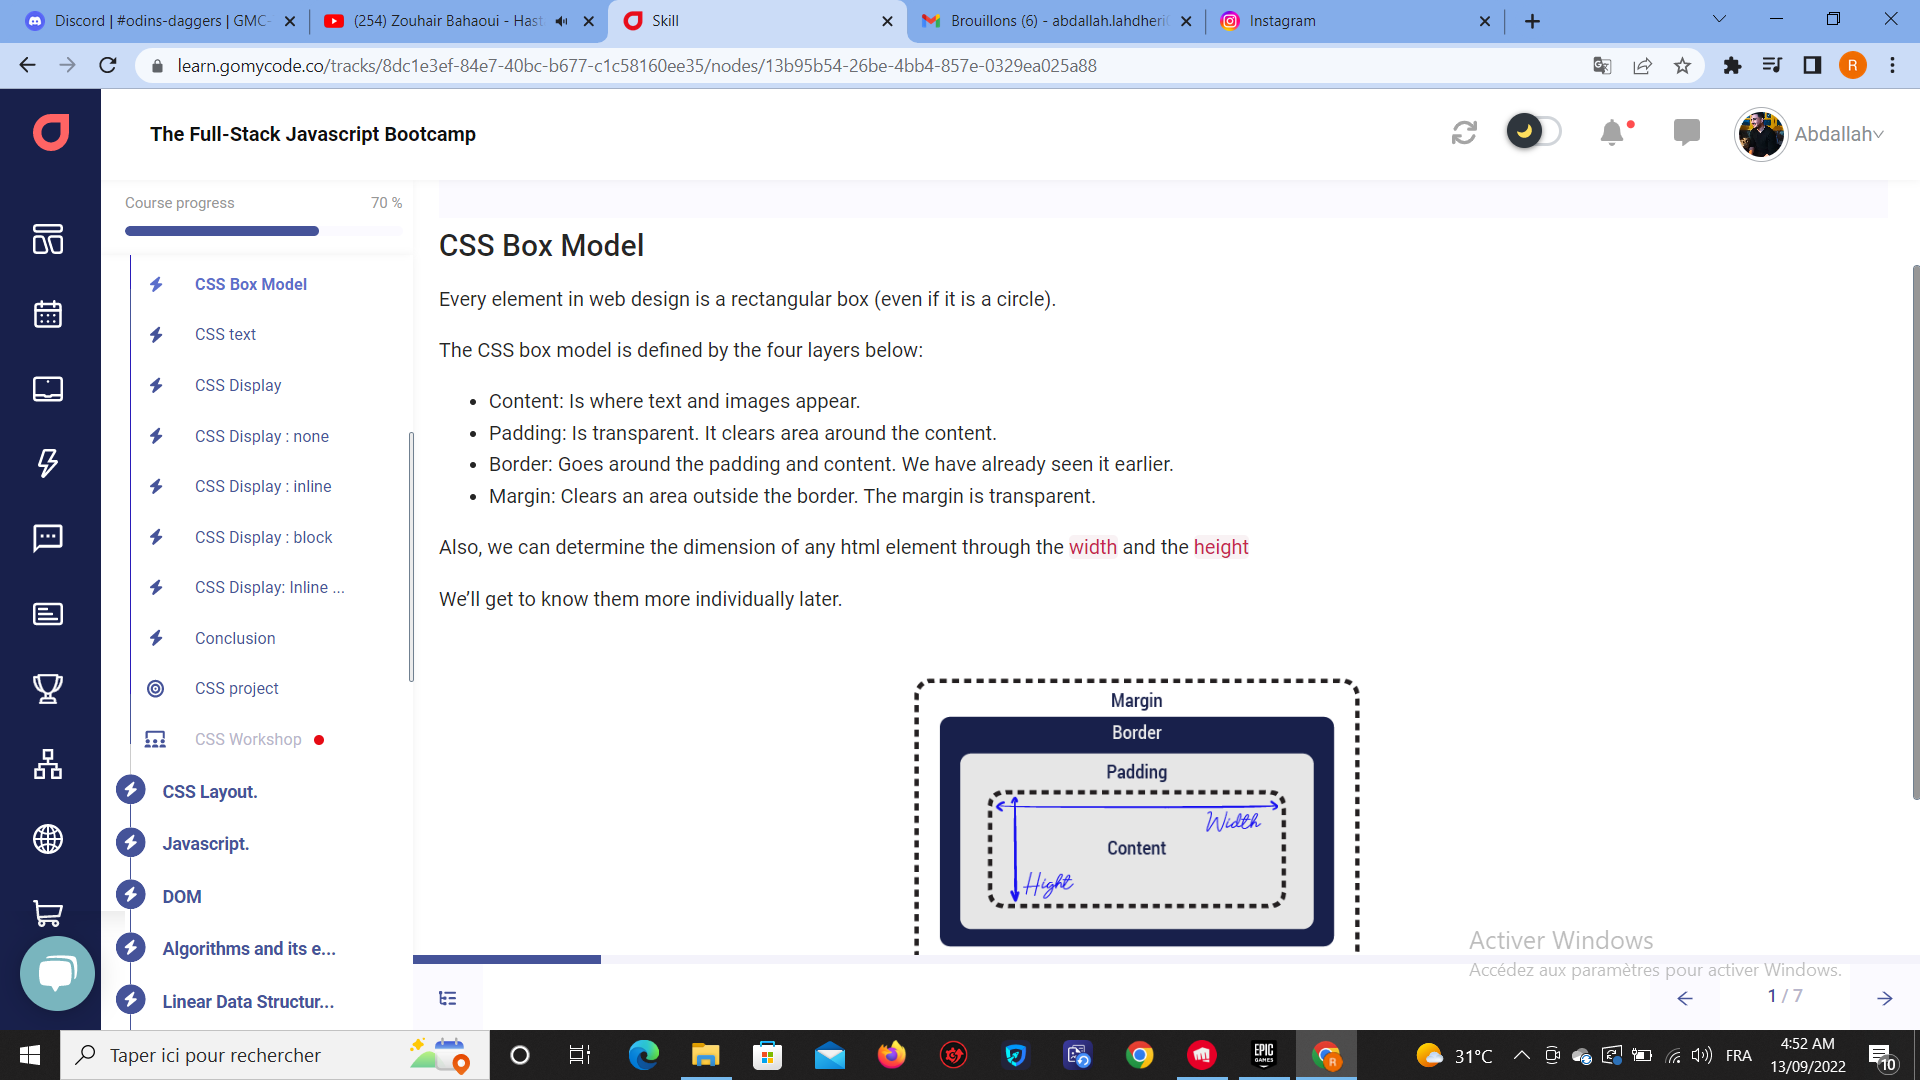 Discord | #odins-daggers | GMC-
(254) Zouhair Bahaoui - Hast
Skill
Brouillons (6) - abdallah.lahdheri
Instagram
learn.gomycode.co/tracks/8dc1e3ef-84e7-40bc-b677-c1c58160ee35/nodes/13b95b54-26be-4bb4-857e-0329ea025a88
R
The Full-Stack Javascript Bootcamp
Abdallah
Course progress
70 %
CSS Box Model
CSS text
CSS Display
CSS Display : none
CSS Display : inline
CSS Display : block
CSS Display: Inline ...
Conclusion
CSS project
CSS Workshop
CSS Layout.
Javascript.
DOM
Algorithms and its e...
Linear Data Structur...
CSS Box Model
Every element in web design is a rectangular box (even if it is a circle).
The CSS box model is defined by the four layers below:
• Content: Is where text and images appear.
• Padding: Is transparent. It clears area around the content.
• Border: Goes around the padding and content. We have already seen it earlier.
• Margin: Clears an area outside the border. The margin is transparent.
Also, we can determine the dimension of any html element through the width and the height
We’ll get to know them more individually later.
Margin
Border
Padding
Width
Content
Hight
Activer Windows
Accédez aux paramètres pour activer Windows.
1 / 7
Taper ici pour rechercher
EPIC
GAMES
R
31°C
FRA
4:52 AM
13/09/2022
10